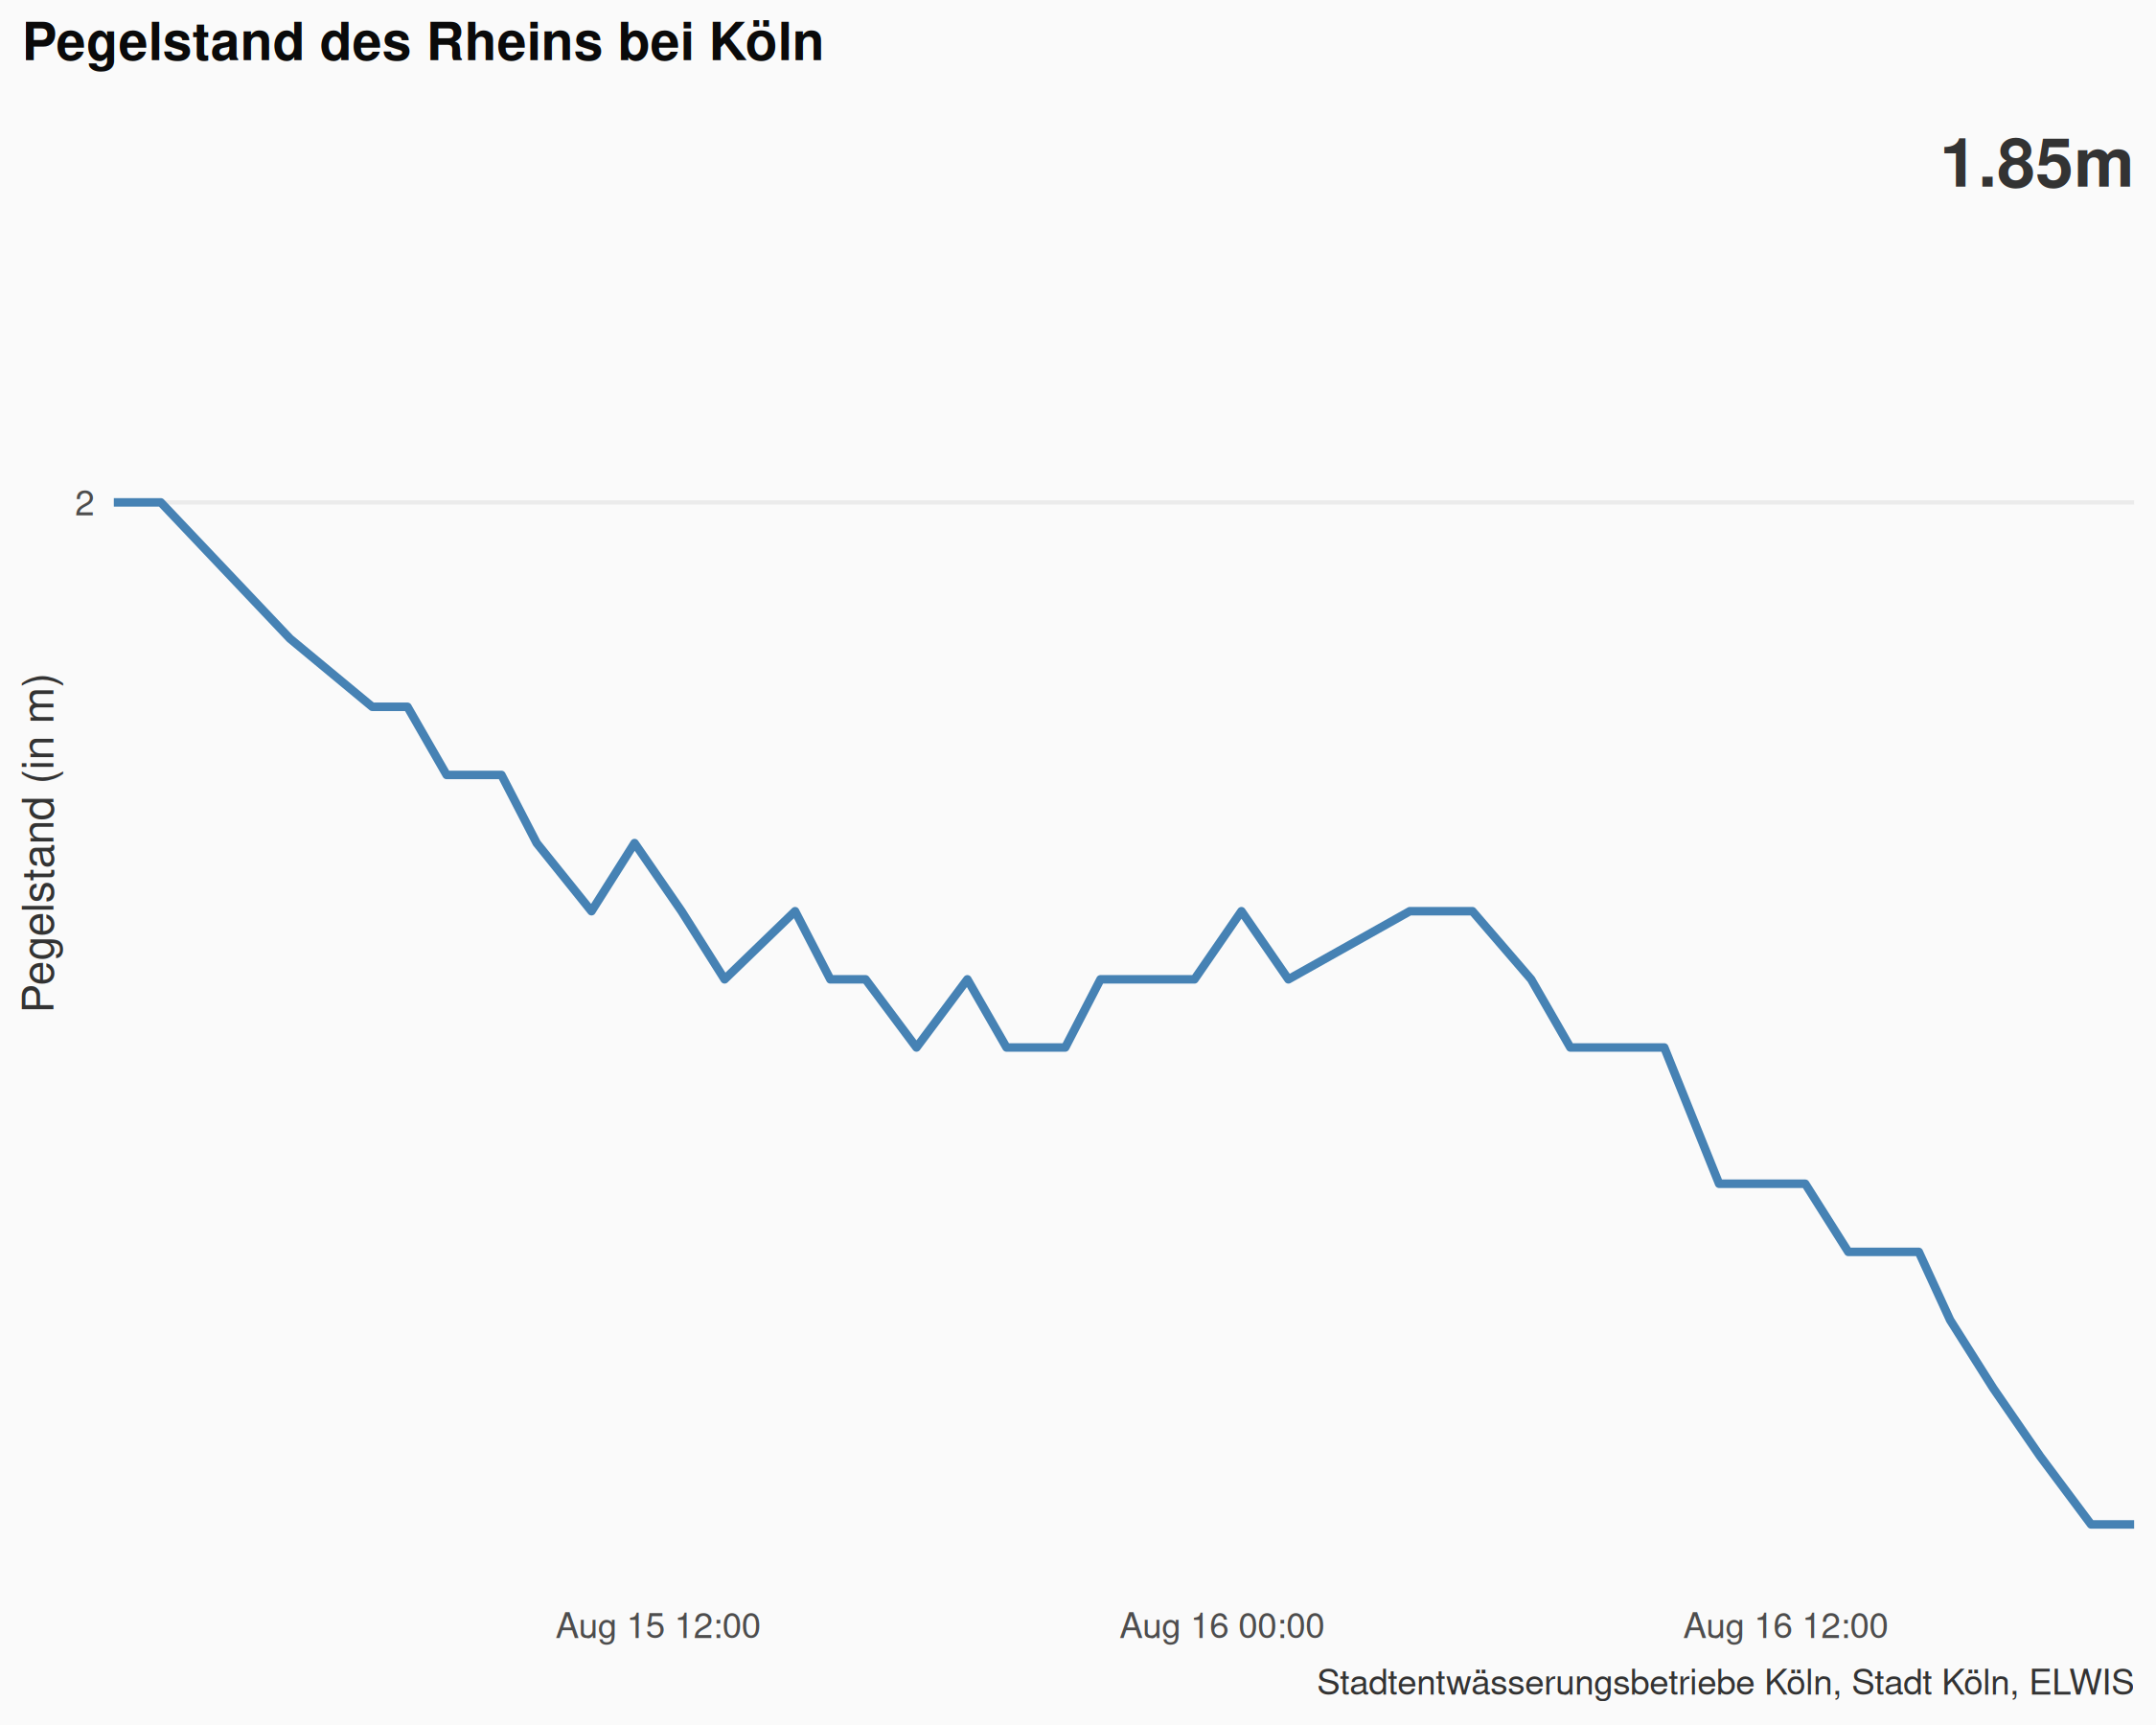 Pegelstand des Rheins bei Köln
1.85m
2
Pegelstand (in m)
Aug 15 12:00
Aug 16 00:00
Aug 16 12:00
Stadtentwässerungsbetriebe Köln, Stadt Köln, ELWIS